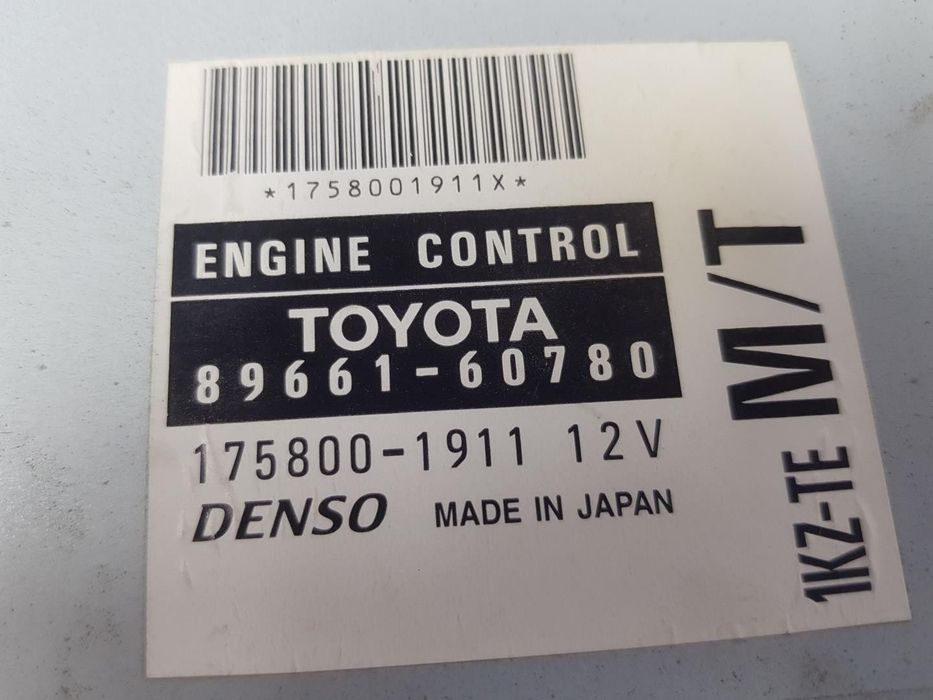 *1758001911X*
ENGINE CONTROL
TOYOTA
89661-60780
175800-1911 12V
DENSO MADE IN JAPAN
M/T
1KZ-TE